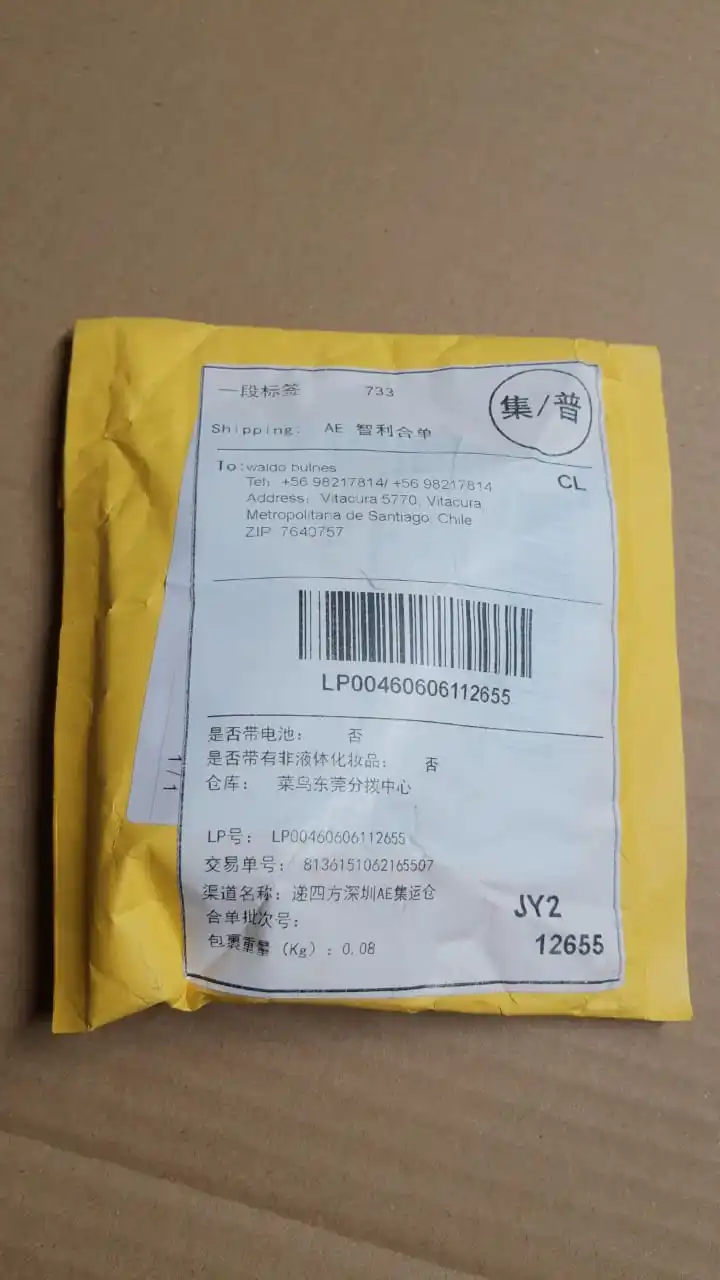 一段标签 733
集/普
Shipping: AE 智利合单
To: waldo bulnes
CL
Teh: +56 98217814/ +56 98217814
Address: Vitacura 5770, Vitacura,
Metropolitana de Santiago, Chile
ZIP 7640757
LP00460606112655
是否带电池: 否
是否带有非液体化妆品: 否
仓库: 菜鸟东莞分拨中心
1/1
LP号: LP00460606112655
交易单号: 8136151062165507
渠道名称: 递四方深圳AE集运仓
合单批次号:
包裹重量 (Kg) : 0.08
JY2
12655